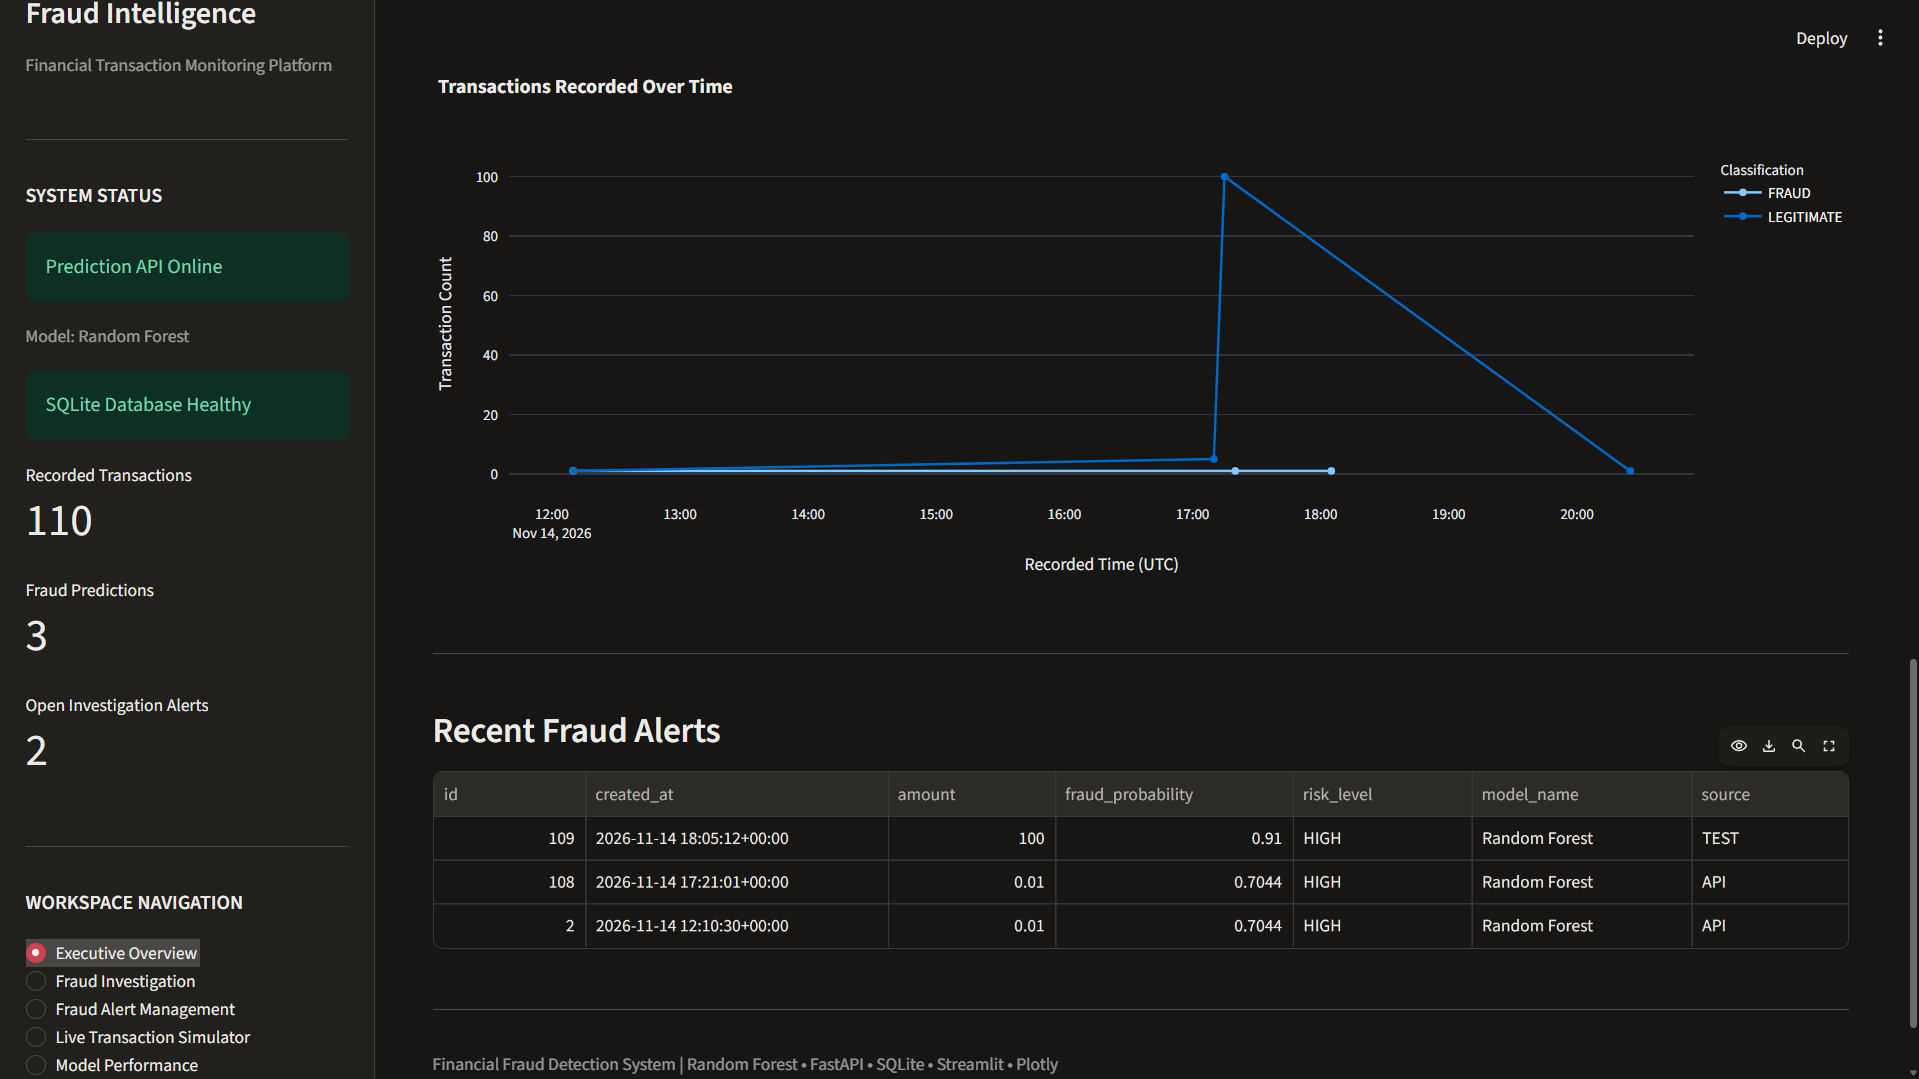 Fraud Intelligence
Financial Transaction Monitoring Platform
SYSTEM STATUS
Prediction API Online
Model: Random Forest
SQLite Database Healthy
Recorded Transactions
110
Fraud Predictions
3
Open Investigation Alerts
2
WORKSPACE NAVIGATION
Executive Overview
Fraud Investigation
Fraud Alert Management
Live Transaction Simulator
Model Performance
Deploy
Transactions Recorded Over Time
Transaction Count
100
80
60
40
20
0
12:00 13:00 14:00 15:00 16:00 17:00 18:00 19:00 20:00
Nov 14, 2026
Recorded Time (UTC)
Classification
FRAUD
LEGITIMATE
Recent Fraud Alerts
id created_at amount fraud_probability risk_level model_name source
109 2026-11-14 18:05:12+00:00 100 0.91 HIGH Random Forest TEST
108 2026-11-14 17:21:01+00:00 0.01 0.7044 HIGH Random Forest API
2 2026-11-14 12:10:30+00:00 0.01 0.7044 HIGH Random Forest API
Financial Fraud Detection System | Random Forest • FastAPI • SQLite • Streamlit • Plotly